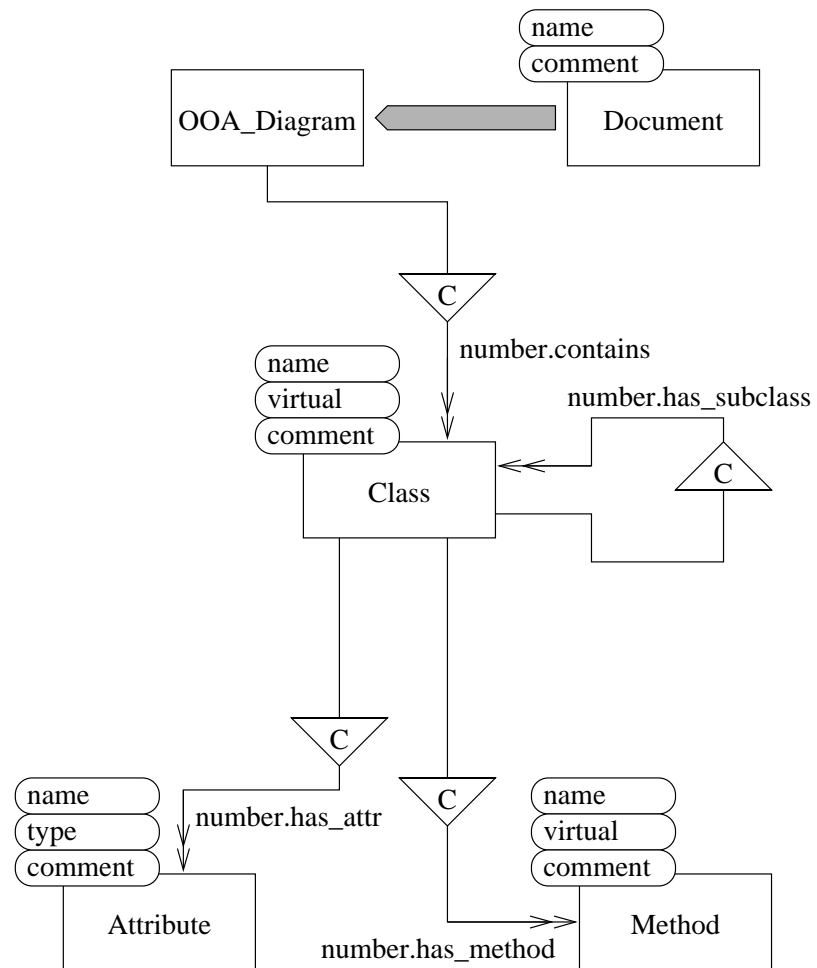 name
comment
OOA_Diagram
Document
C
number.contains
name
virtual
comment
number.has_subclass
C
Class
C
C
name
type
comment
number.has_attr
name
virtual
comment
Attribute
Method
number.has_method